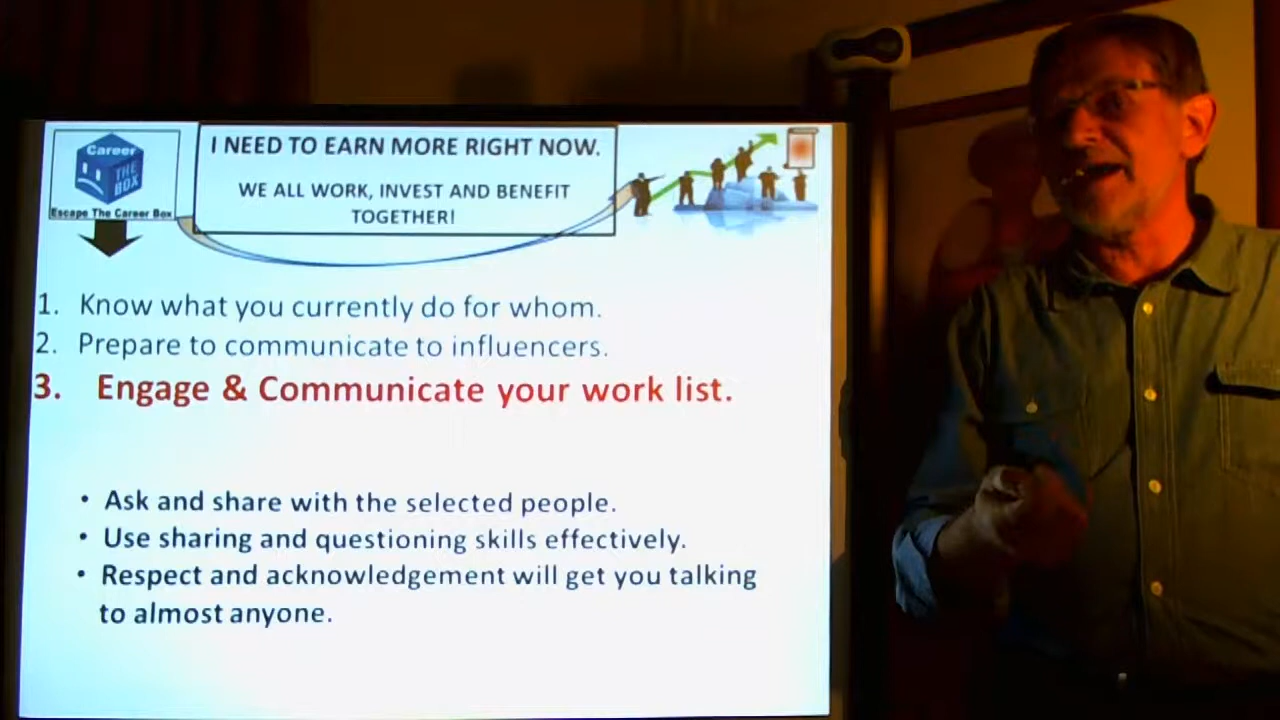 Career
THE
BOX
Escape The Career Box
I NEED TO EARN MORE RIGHT NOW.
WE ALL WORK, INVEST AND BENEFIT
TOGETHER!
1. Know what you currently do for whom.
2. Prepare to communicate to influencers.
3. Engage & Communicate your work list.
• Ask and share with the selected people.
• Use sharing and questioning skills effectively.
• Respect and acknowledgement will get you talking
to almost anyone.